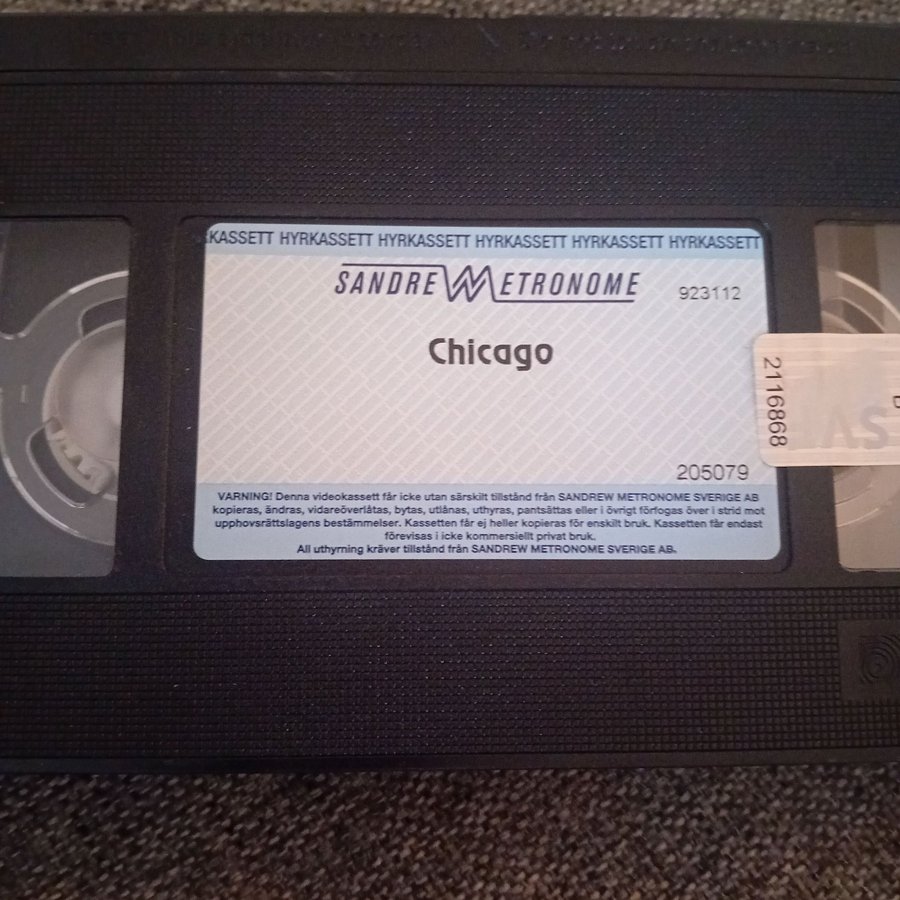 KASSETT HYRKASSETT HYRKASSETT HYRKASSETT HYRKASSETT HYRKASSETT
SANDREW METRONOME
923112
Chicago
2116868
205079
VARNING! Denna videokassett får icke utan särskilt tillstånd från SANDREW METRONOME SVERIGE AB
kopieras, ändras, vidareöverlåtas, bytas, utlånas, uthyras, pantsättas eller i övrigt förfogas över i strid mot
upphovsrättslagens bestämmelser. Kassetten får ej heller kopieras för enskilt bruk. Kassetten får endast
förevisas i icke kommersiellt privat bruk.
All uthyrning kräver tillstånd från SANDREW METRONOME SVERIGE AB.